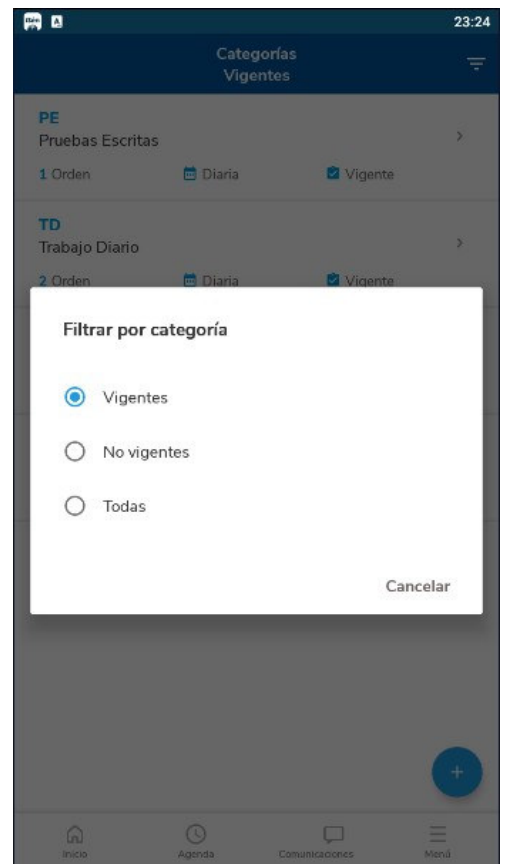 23:24
Categorías
Vigentes
PE
Pruebas Escritas
1 Orden Diaria Vigente
TD
Trabajo Diario
2 Orden Diaria Vigente
Filtrar por categoría
Vigentes
No vigentes
Todas
Cancelar
+
Inicio Agenda Comunicaciones Menú